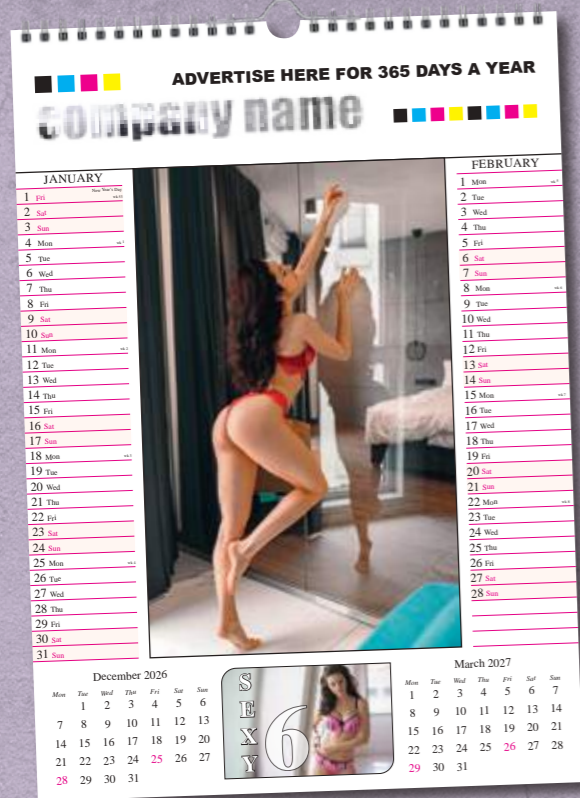 ADVERTISE HERE FOR 365 DAYS A YEAR
company name
JANUARY
1 Fri New Year's Day
2 Sat
3 Sun
4 Mon
5 Tue
6 Wed
7 Thu
8 Fri
9 Sat
10 Sun
11 Mon
12 Tue
13 Wed
14 Thu
15 Fri
16 Sat
17 Sun
18 Mon
19 Tue
20 Wed
21 Thu
22 Fri
23 Sat
24 Sun
25 Mon
26 Tue
27 Wed
28 Thu
29 Fri
30 Sat
31 Sun
FEBRUARY
1 Mon
2 Tue
3 Wed
4 Thu
5 Fri
6 Sat
7 Sun
8 Mon
9 Tue
10 Wed
11 Thu
12 Fri
13 Sat
14 Sun
15 Mon
16 Tue
17 Wed
18 Thu
19 Fri
20 Sat
21 Sun
22 Mon
23 Tue
24 Wed
25 Thu
26 Fri
27 Sat
28 Sun
December 2026
Mon Tue Wed Thu Fri Sat Sun
1 2 3 4 5 6
7 8 9 10 11 12 13
14 15 16 17 18 19 20
21 22 23 24 25 26 27
28 29 30 31
SEXY
6
March 2027
Mon Tue Wed Thu Fri Sat Sun
1 2 3 4 5 6 7
8 9 10 11 12 13 14
15 16 17 18 19 20 21
22 23 24 25 26 27 28
29 30 31